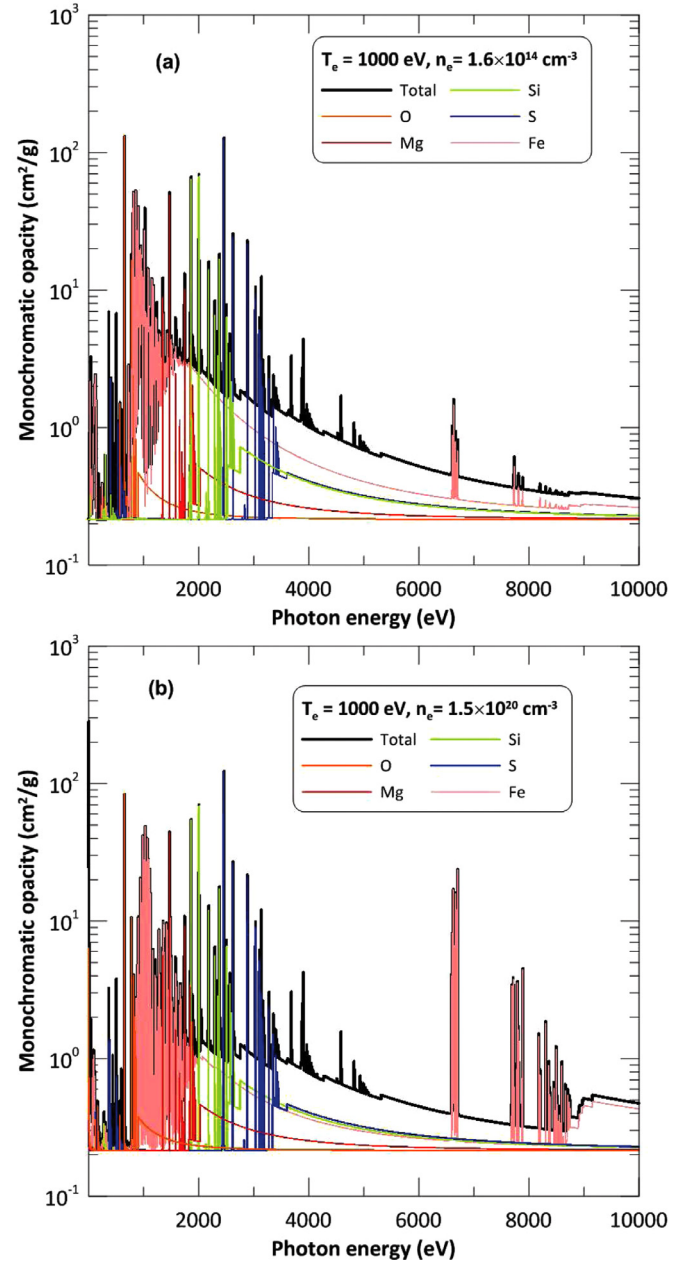 10³
(a)
Tₑ = 1000 eV, nₑ= 1.6×10¹⁴ cm⁻³
Total
Si
O
S
Mg
Fe
10²
10¹
10⁰
10⁻¹
Monochromatic opacity (cm²/g)
2000
4000
6000
8000
10000
Photon energy (eV)
10³
(b)
Tₑ = 1000 eV, nₑ= 1.5×10²⁰ cm⁻³
Total
Si
O
S
Mg
Fe
10²
10¹
10⁰
10⁻¹
Monochromatic opacity (cm²/g)
2000
4000
6000
8000
10000
Photon energy (eV)